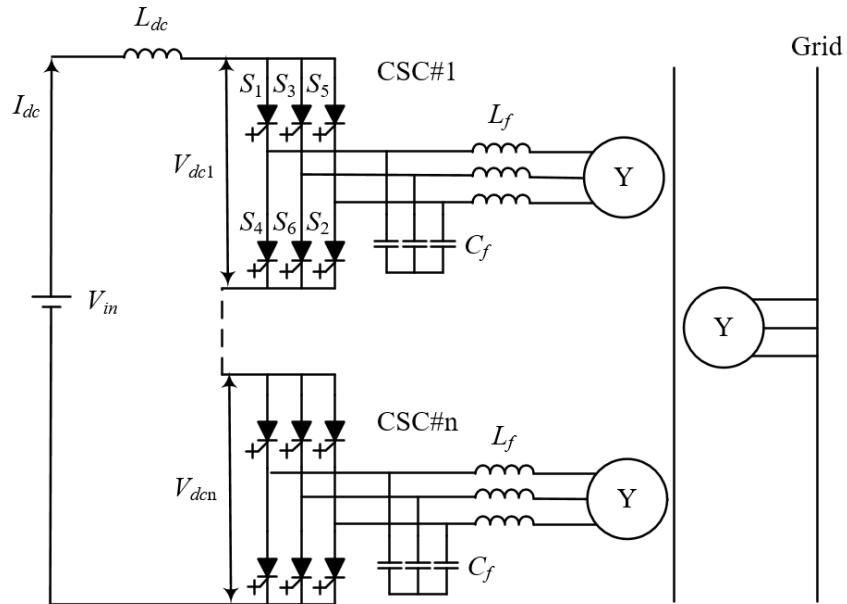 L_dc
Grid
I_dc
S_1 S_3 S_5
CSC#1
L_f
V_dc1
Y
S_4 S_6 S_2
C_f
V_in
Y
CSC#n
L_f
V_dcn
Y
C_f